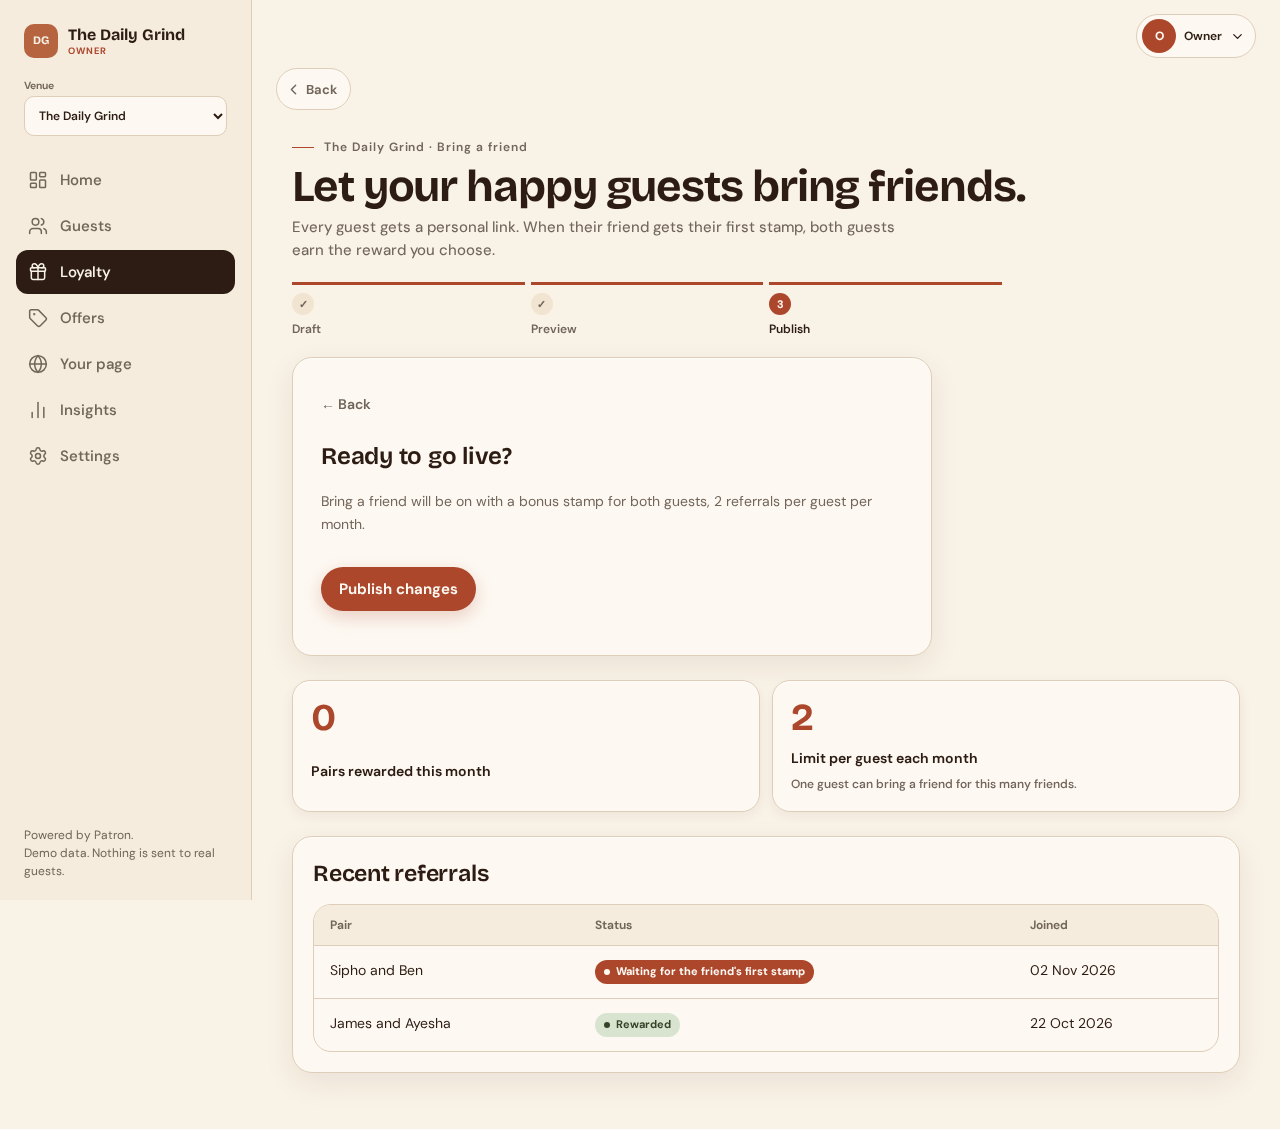 DG
The Daily Grind
OWNER
Venue
The Daily Grind
Home
Guests
Loyalty
Offers
Your page
Insights
Settings
Powered by Patron.
Demo data. Nothing is sent to real
guests.
O
Owner
Back
The Daily Grind · Bring a friend
Let your happy guests bring friends.
Every guest gets a personal link. When their friend gets their first stamp, both guests
earn the reward you choose.
✓
Draft
✓
Preview
3
Publish
← Back
Ready to go live?
Bring a friend will be on with a bonus stamp for both guests, 2 referrals per guest per
month.
Publish changes
0
Pairs rewarded this month
2
Limit per guest each month
One guest can bring a friend for this many friends.
Recent referrals
Pair Status Joined
Sipho and Ben Waiting for the friend's first stamp 02 Nov 2026
James and Ayesha Rewarded 22 Oct 2026